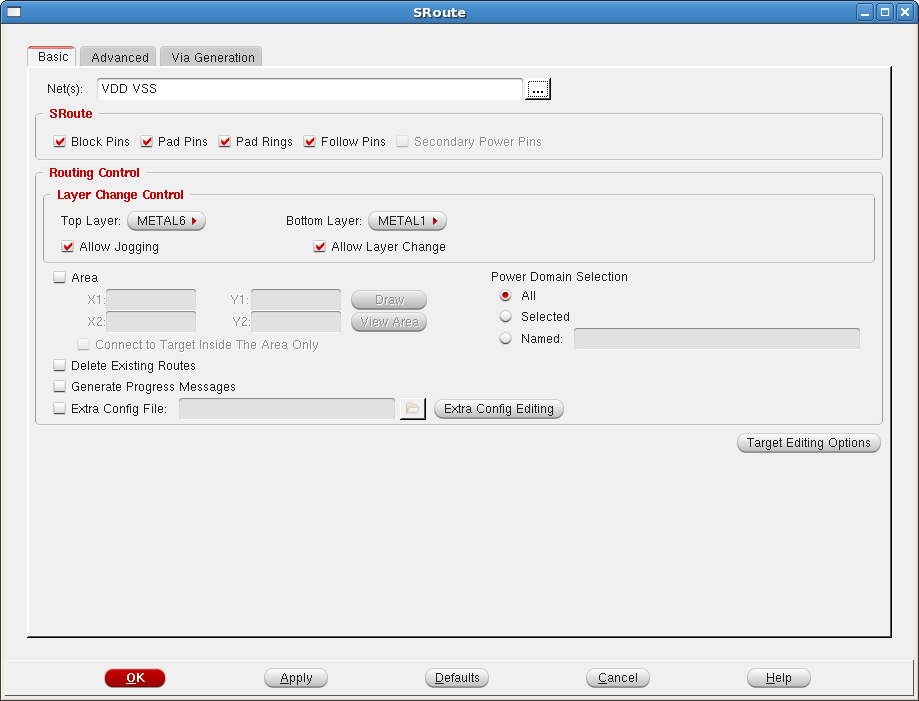 SRoute
Basic Advanced Via Generation
Net(s): VDD VSS ...
SRoute
Block Pins Pad Pins Pad Rings Follow Pins Secondary Power Pins
Routing Control
Layer Change Control
Top Layer: METAL6 Bottom Layer: METAL1
Allow Jogging Allow Layer Change
Area Power Domain Selection
X1: Y1: Draw All
X2: Y2: View Area Selected
Connect to Target Inside The Area Only Named:
Delete Existing Routes
Generate Progress Messages
Extra Config File: Extra Config Editing
Target Editing Options
OK Apply Defaults Cancel Help